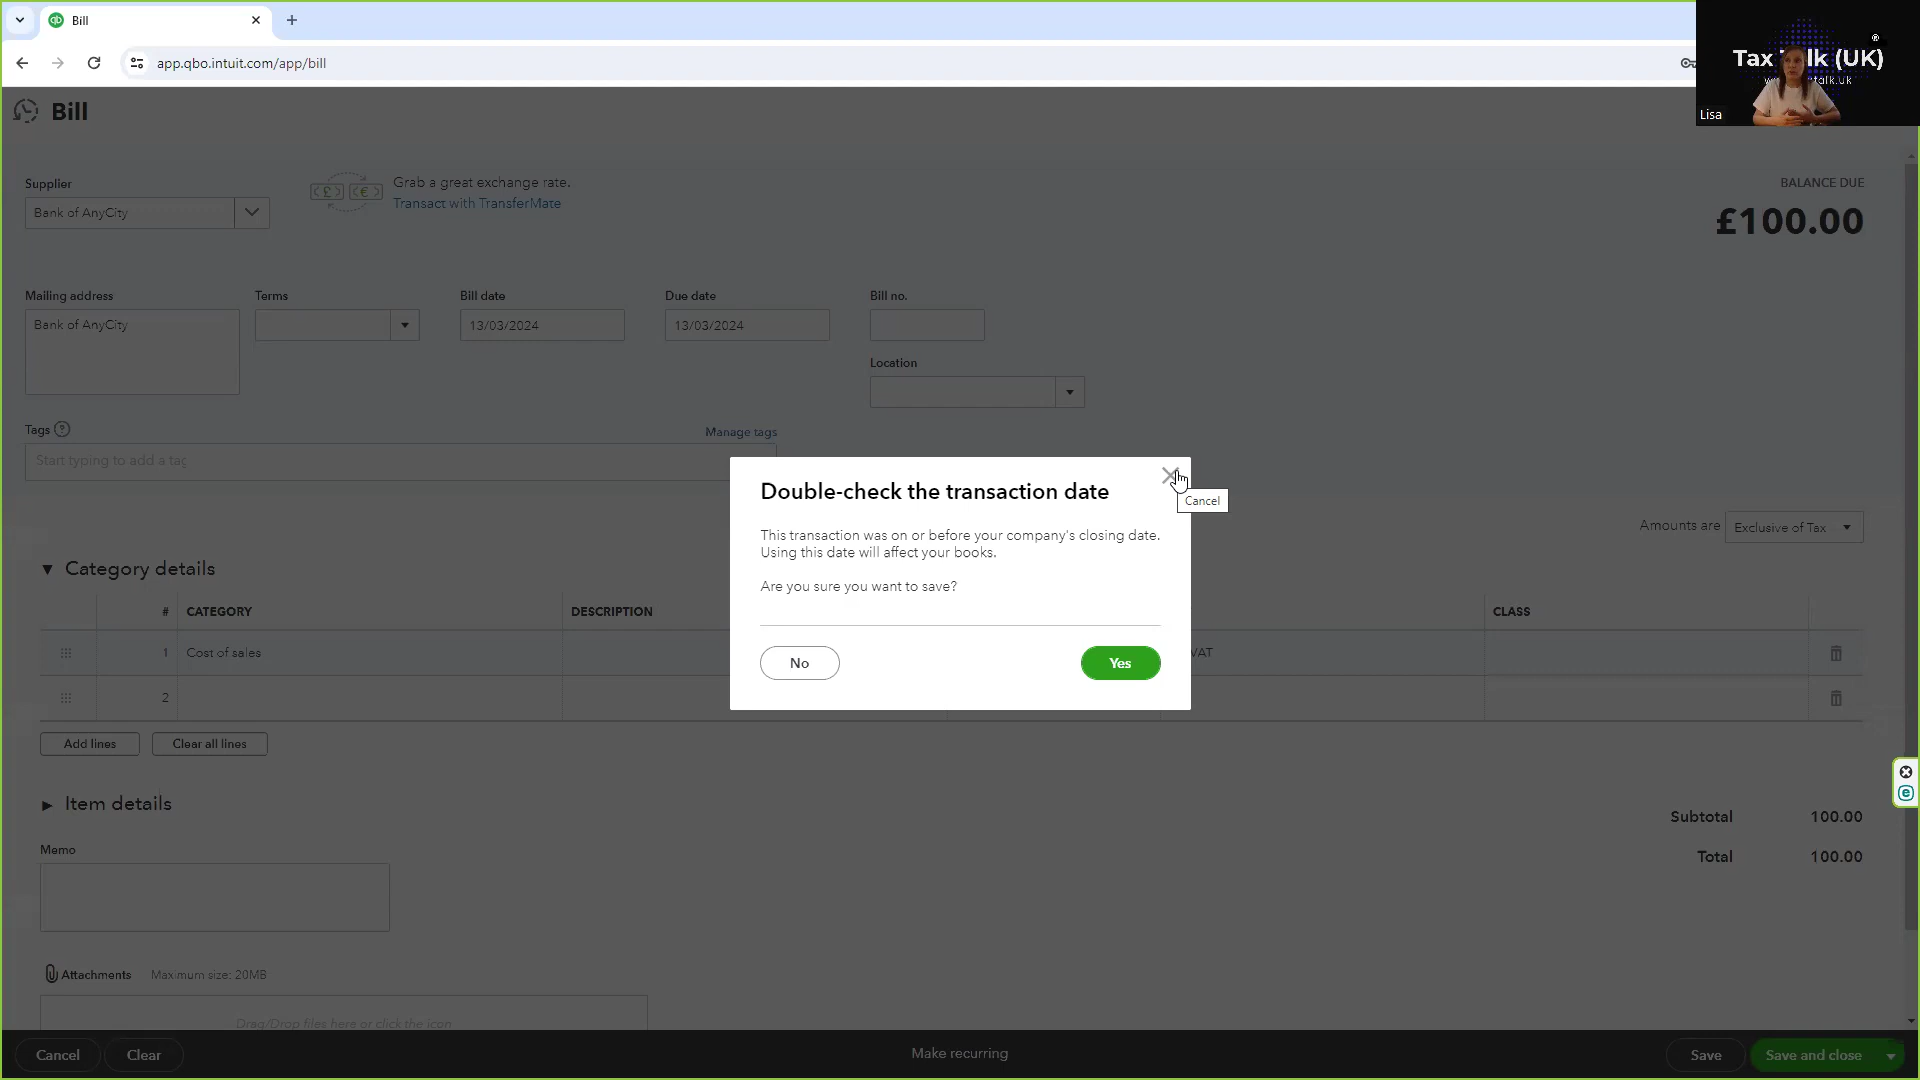 Bill
app.qbo.intuit.com/app/bill
Tax Talk (UK)
®
Lisa
Bill
Supplier
Bank of AnyCity
Grab a great exchange rate.
Transact with TransferMate
BALANCE DUE
£100.00
Mailing address
Bank of AnyCity
Terms
Bill date
13/03/2024
Due date
13/03/2024
Bill no.
Location
Tags
Manage tags
Start typing to add a tag
Double-check the transaction date
Cancel
This transaction was on or before your company's closing date.
Using this date will affect your books.
Are you sure you want to save?
No
Yes
Amounts are
Exclusive of Tax
Category details
# CATEGORY DESCRIPTION CLASS
1 Cost of sales VAT
2
Add lines
Clear all lines
Item details
Subtotal 100.00
Total 100.00
Memo
Attachments Maximum size: 20MB
Drag/Drop files here or click the icon
Cancel
Clear
Make recurring
Save
Save and close